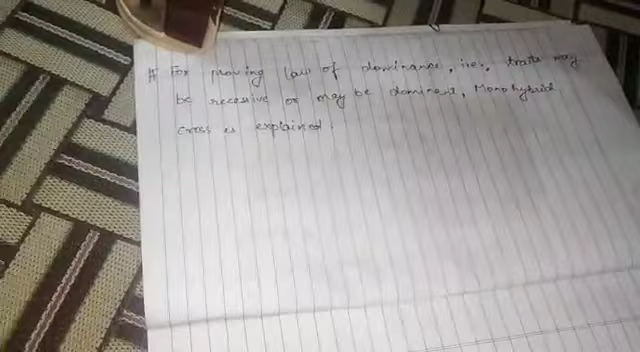 # For proving law of dominance, i.e., traits may
be recessive or may be dominant, Monohybrid
cross is explained.